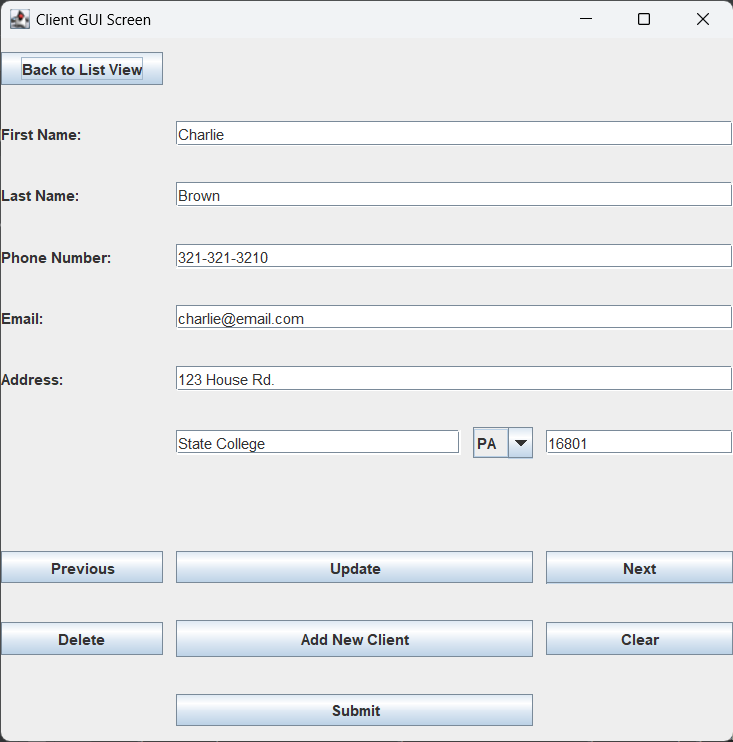 Client GUI Screen
Back to List View
First Name: Charlie
Last Name: Brown
Phone Number: 321-321-3210
Email: charlie@email.com
Address: 123 House Rd.
State College PA 16801
Previous Update Next
Delete Add New Client Clear
Submit